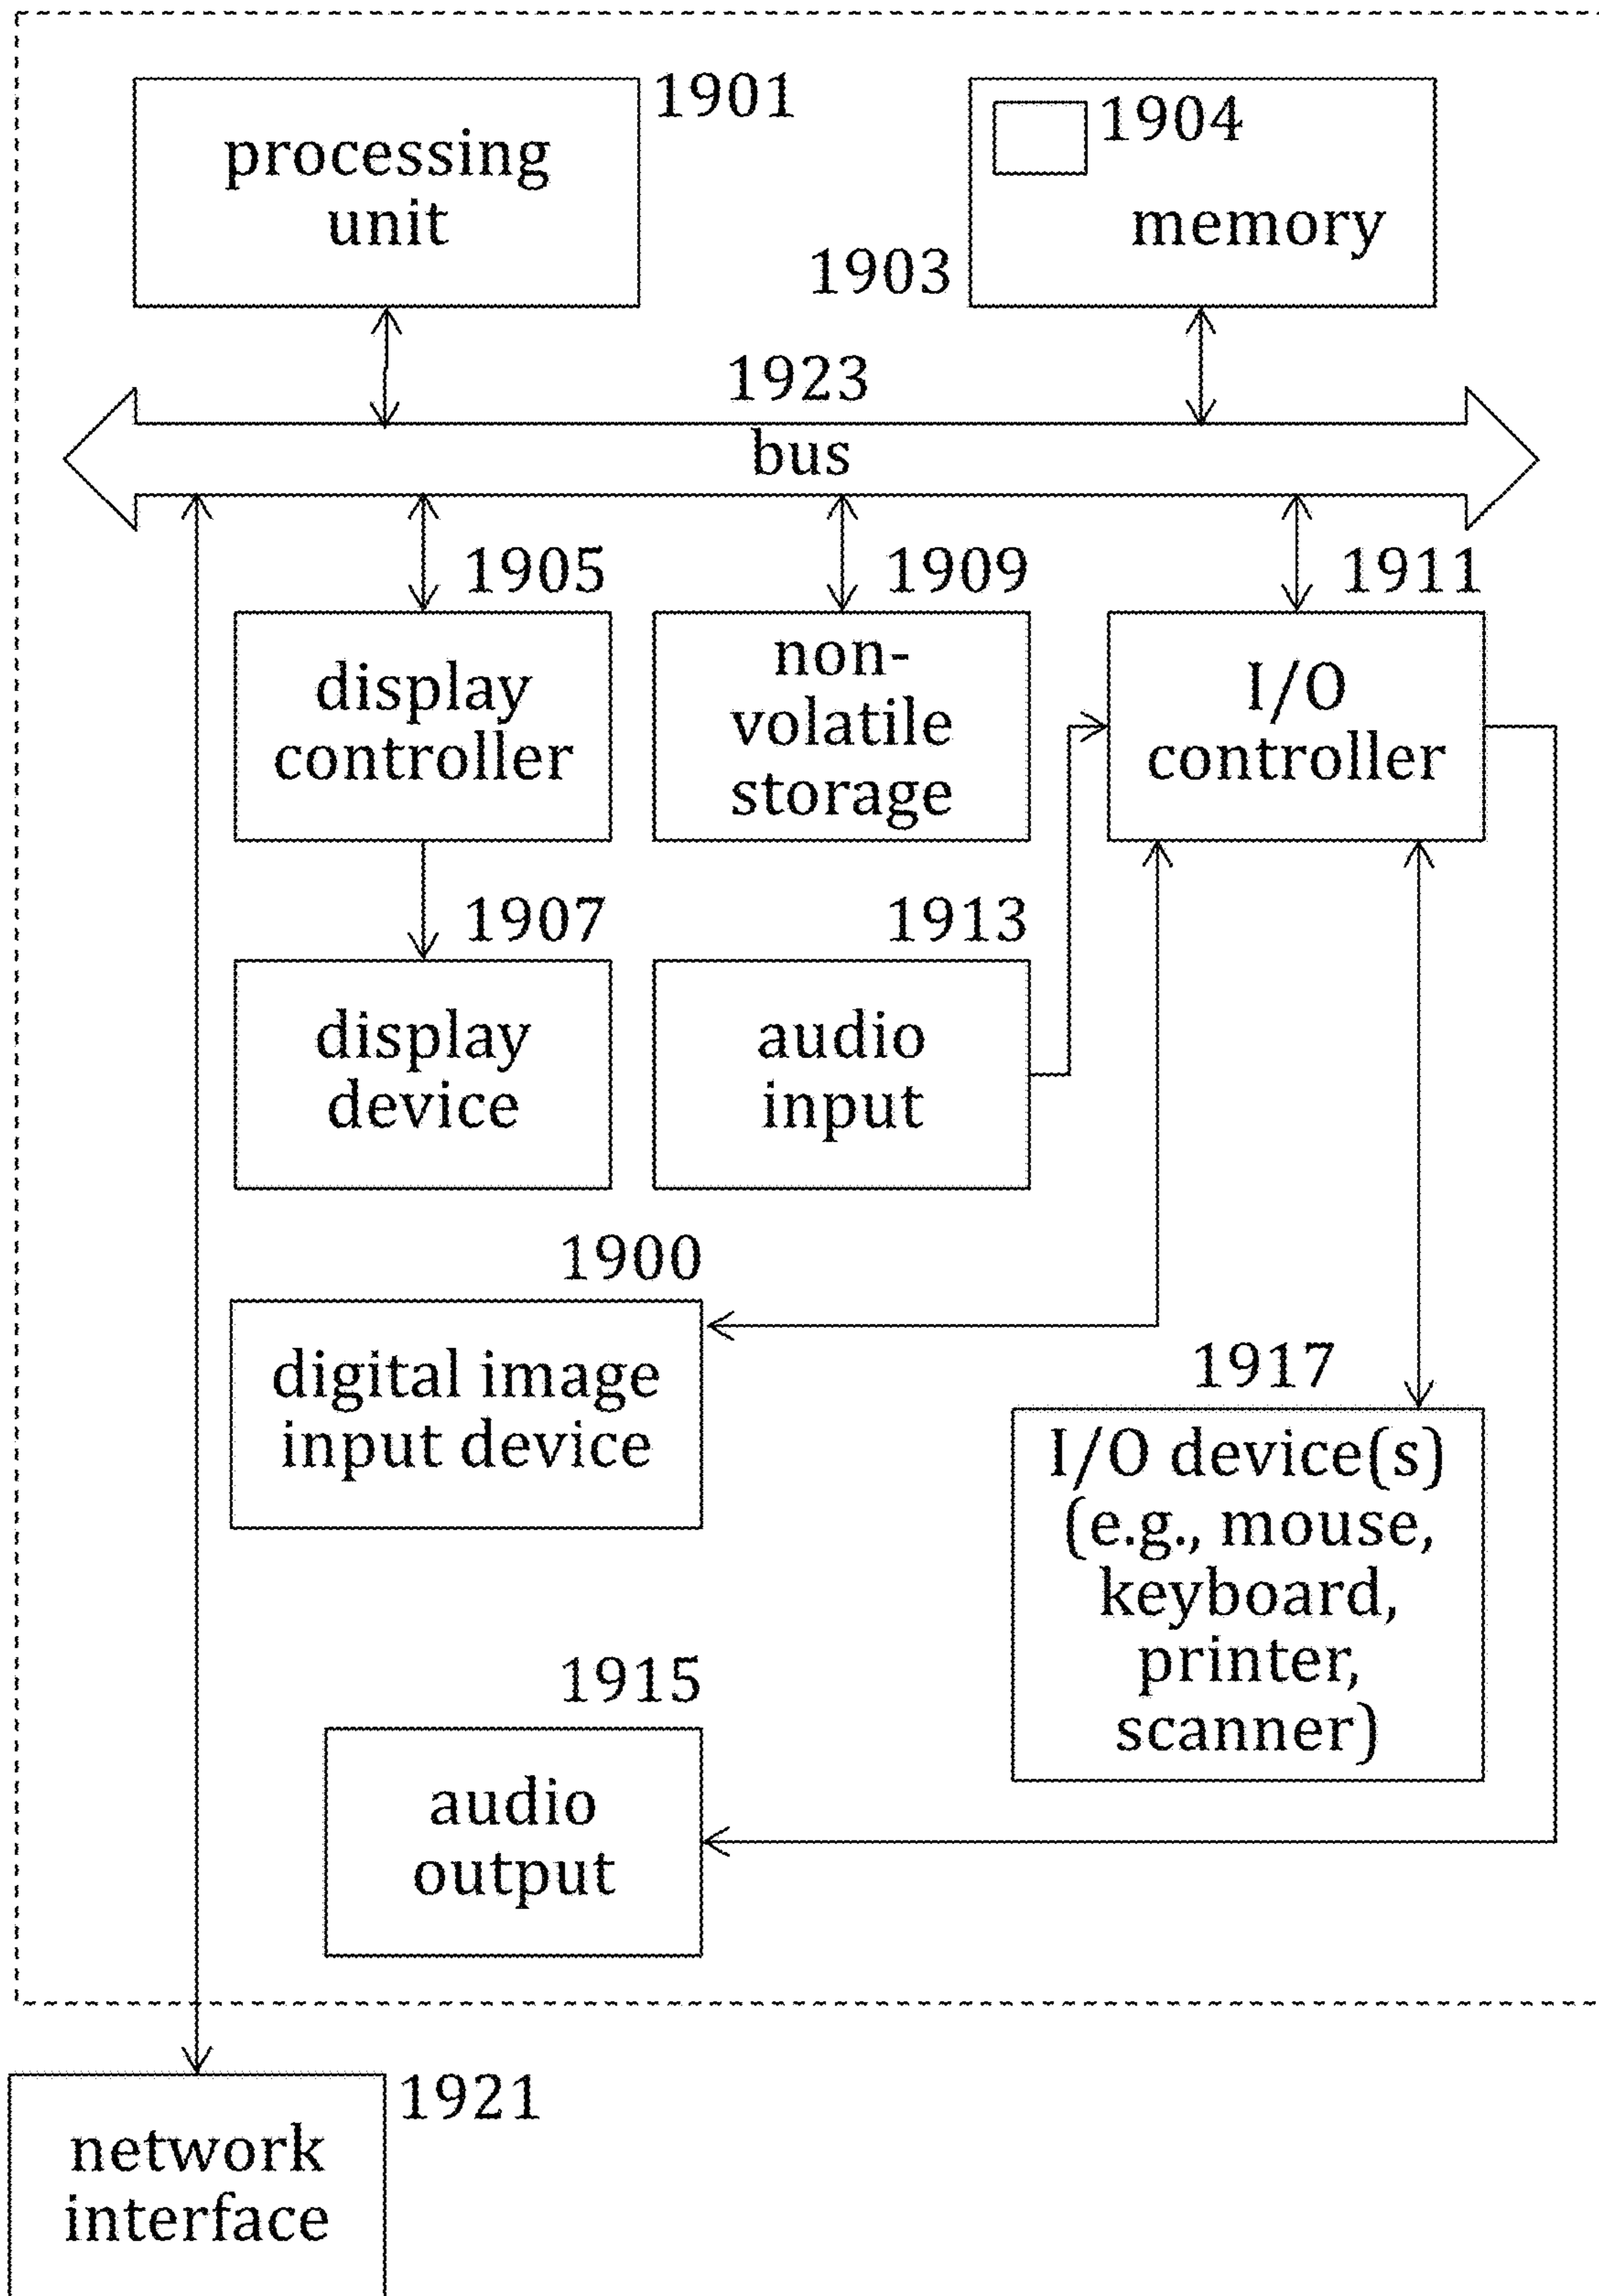 1901
processing
unit
1904
memory
1903
1923
bus
1905
display
controller
1909
non-
volatile
storage
1911
I/O
controller
1907
display
device
1913
audio
input
1900
digital image
input device
1917
I/O device(s)
(e.g., mouse,
keyboard,
printer,
scanner)
1915
audio
output
1921
network
interface